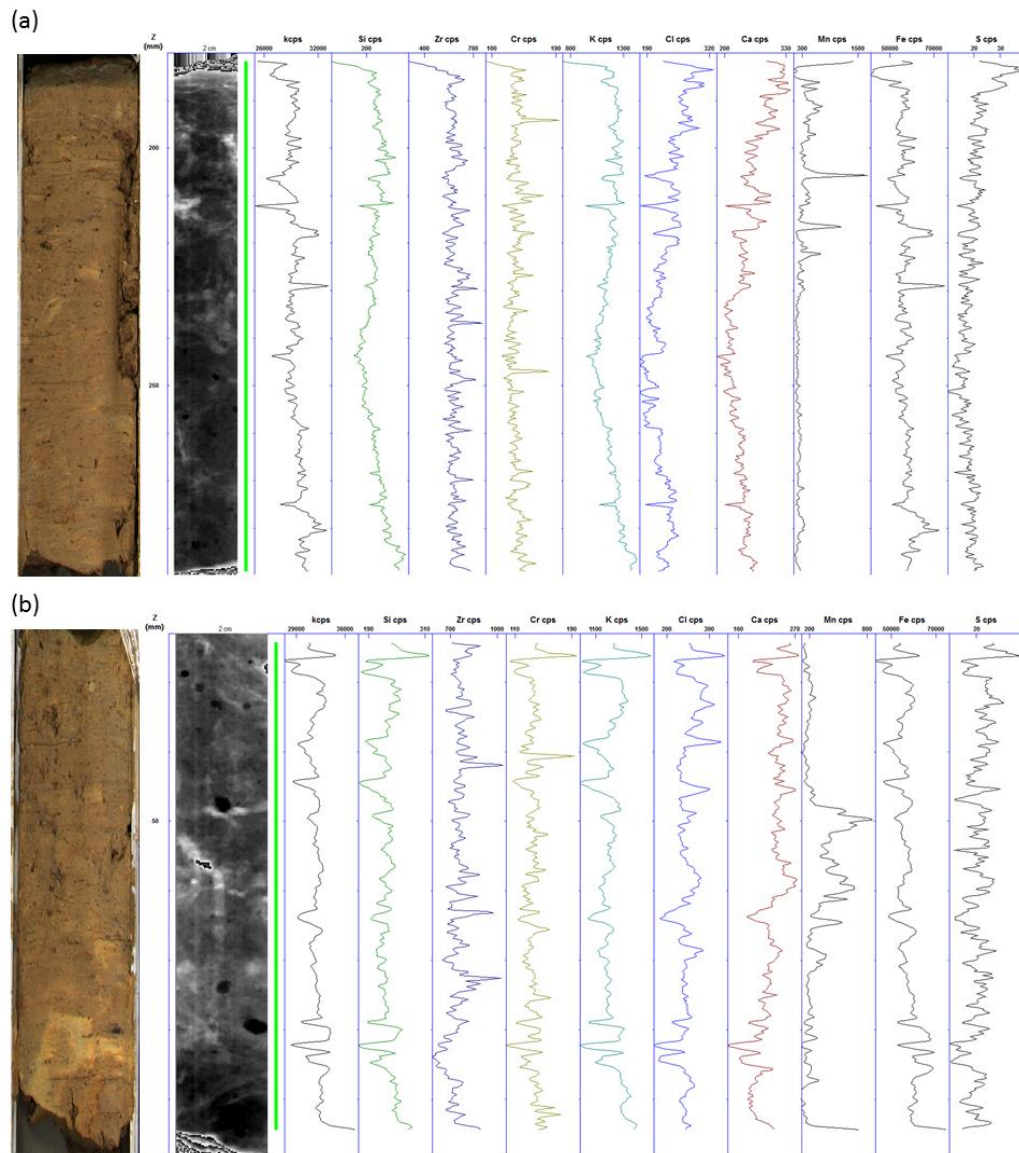 (a)
Z kcps Si cps Zr cps Cr cps K cps Cl cps Ca cps Mn cps Fe cps S cps
(mm) 2 cm 26000 32000 200 400 700 100 190 800 1300 190 320 220 330 300 1500 50000 70000 20 30
200
250
(b)
Z kcps Si cps Zr cps Cr cps K cps Cl cps Ca cps Mn cps Fe cps S cps
(mm) 2 cm 29000 36000 190 310 700 1000 110 190 1000 1500 200 300 160 270 200 800 50000 70000 20
50
50